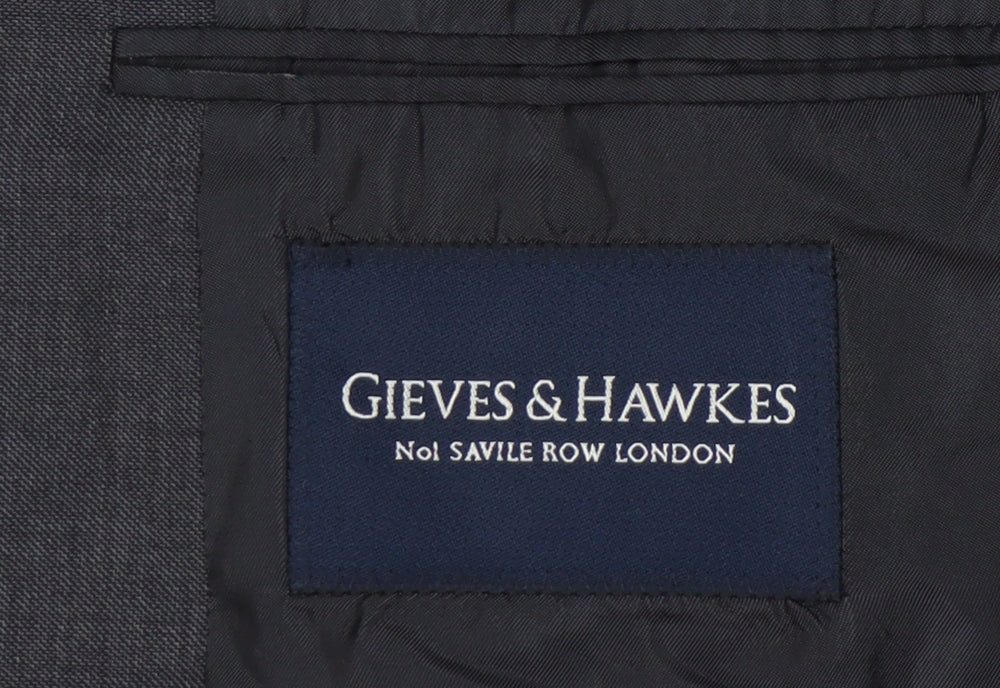 GIEVES & HAWKES
No1 SAVILE ROW LONDON